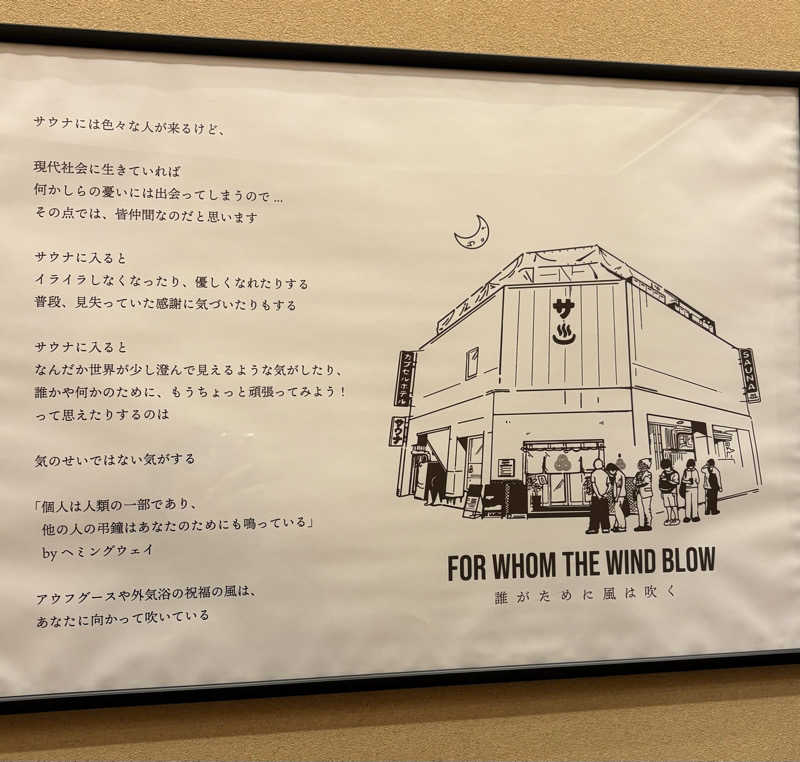 サウナには色々な人が来るけど、
現代社会に生きていれば
何かしらの憂いには出会ってしまうので...
その点では、皆仲間なのだと思います
サウナに入ると
イライラしなくなったり、優しくなれたりする
普段、見失っていた感謝に気づいたりもする
サウナに入ると
なんだか世界が少し澄んで見えるような気がしたり、
誰かや何かのために、もうちょっと頑張ってみよう！
って思えたりするのは
気のせいではない気がする
「個人は人類の一部であり、
他の人の弔鐘はあなたのためにも鳴っている」
by ヘミングウェイ
アウフグースや外気浴の祝福の風は、
あなたに向かって吹いている
サ
カプセルホテル
サウナ
SAUNA
FOR WHOM THE WIND BLOW
誰がために風は吹く